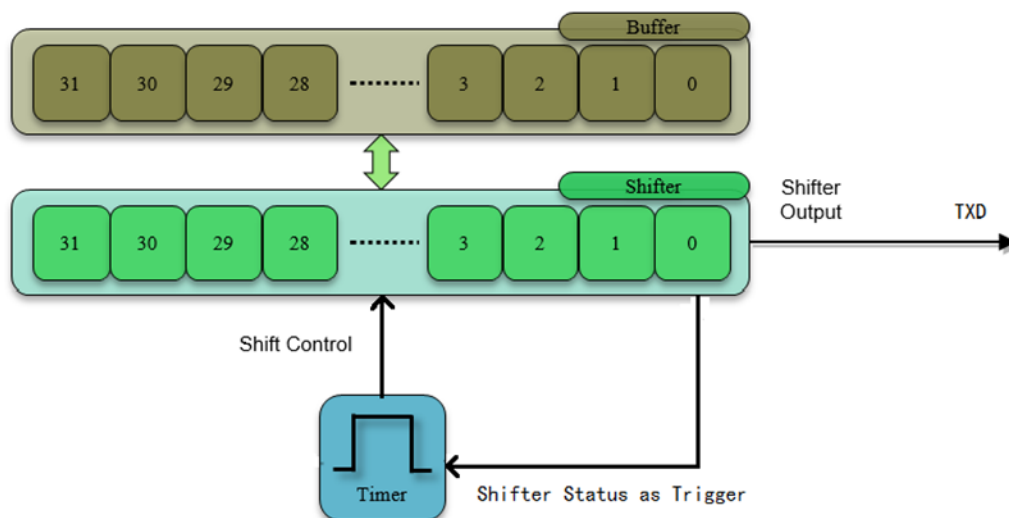 Buffer
31 30 29 28 3 2 1 0
Shifter
31 30 29 28 3 2 1 0
Shifter
Output
TXD
Shift Control
Timer
Shifter Status as Trigger